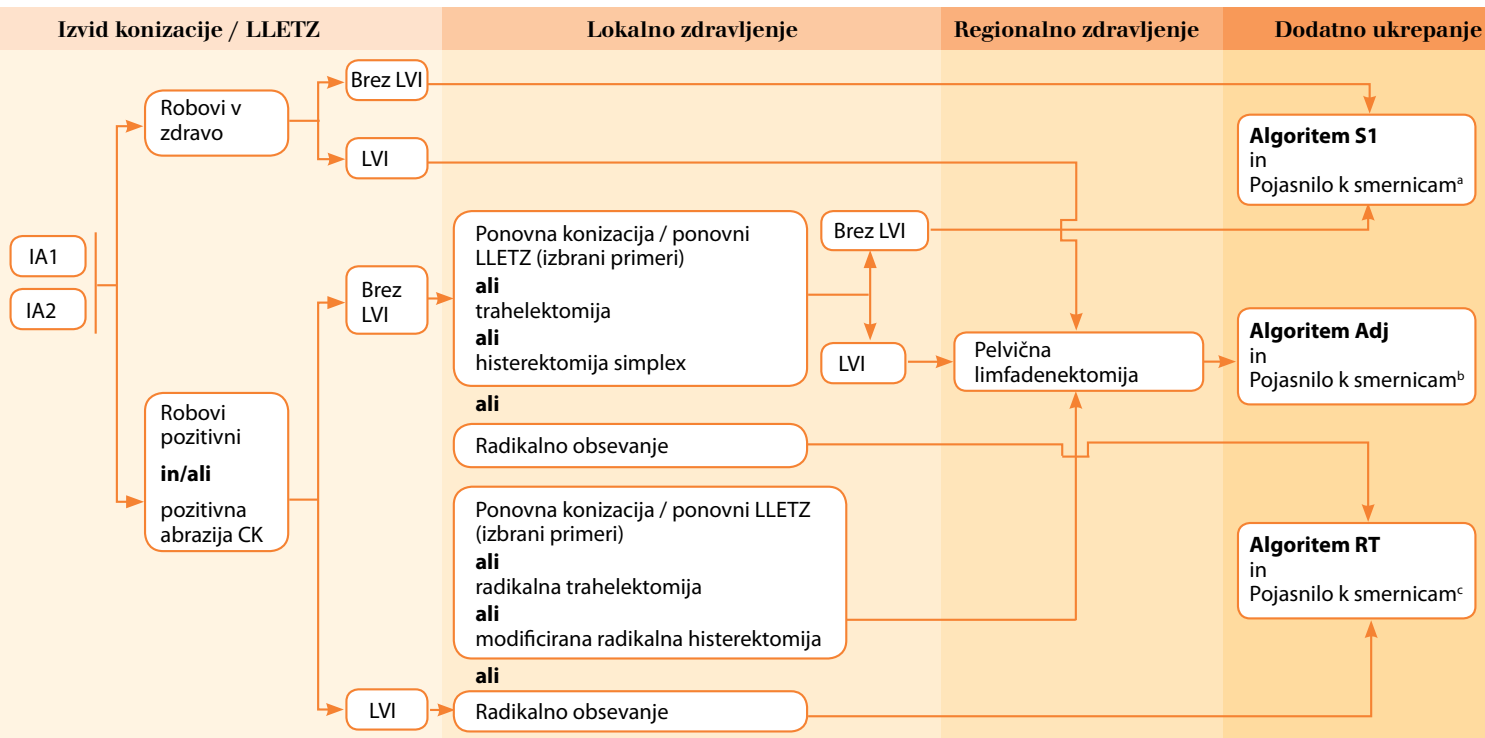 Izvid konizacije / LLETZ
Lokalno zdravljenje
Regionalno zdravljenje
Dodatno ukrepanje
IA1
IA2
Robovi v
zdravo
Brez LVI
LVI
Robovi
pozitivni
in/ali
pozitivna
abrazija CK
Brez
LVI
LVI
Ponovna konizacija / ponovni
LLETZ (izbrani primeri)
ali
trahelektomija
ali
histerektomija simplex
ali
Radikalno obsevanje
Brez LVI
LVI
Ponovna konizacija / ponovni LLETZ
(izbrani primeri)
ali
radikalna trahelektomija
ali
modificirana radikalna histerektomija
ali
Radikalno obsevanje
Pelvična
limfadenektomija
Algoritem S1
in
Pojasnilo k smernicamᵃ
Algoritem Adj
in
Pojasnilo k smernicamᵇ
Algoritem RT
in
Pojasnilo k smernicamᶜ